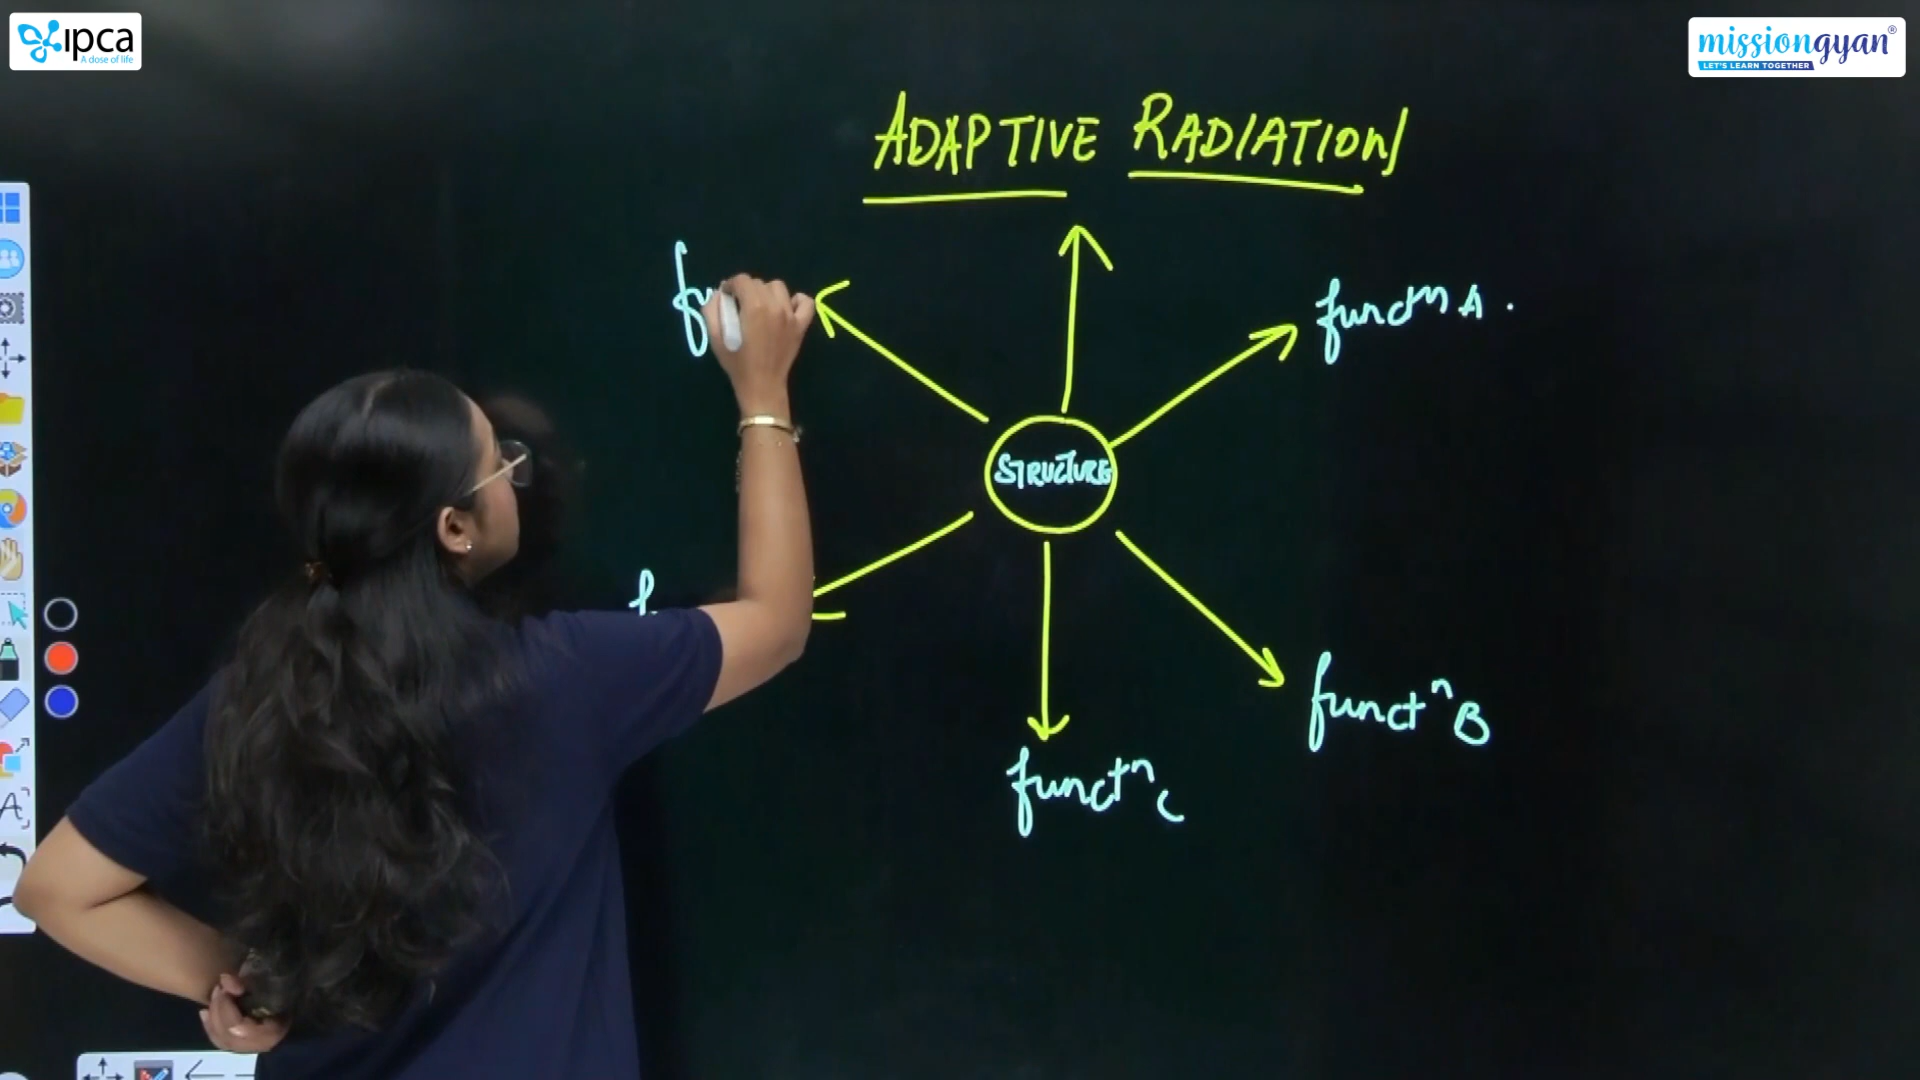 ipca
A dose of life
missiongyan®
LET'S LEARN TOGETHER
ADAPTIVE RADIATION
functn A.
STRUCTURE
functn B
functn C